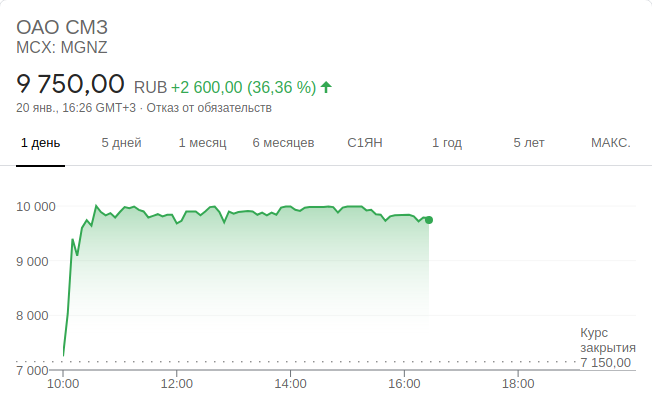 ОАО СМЗ
MCX: MGNZ
9 750,00 RUB +2 600,00 (36,36 %)
20 янв., 16:26 GMT+3 · Отказ от обязательств
1 день 5 дней 1 месяц 6 месяцев С1ЯН 1 год 5 лет МАКС.
10 000
9 000
8 000
Курс
закрытия
7 150,00
7 000
10:00 12:00 14:00 16:00 18:00